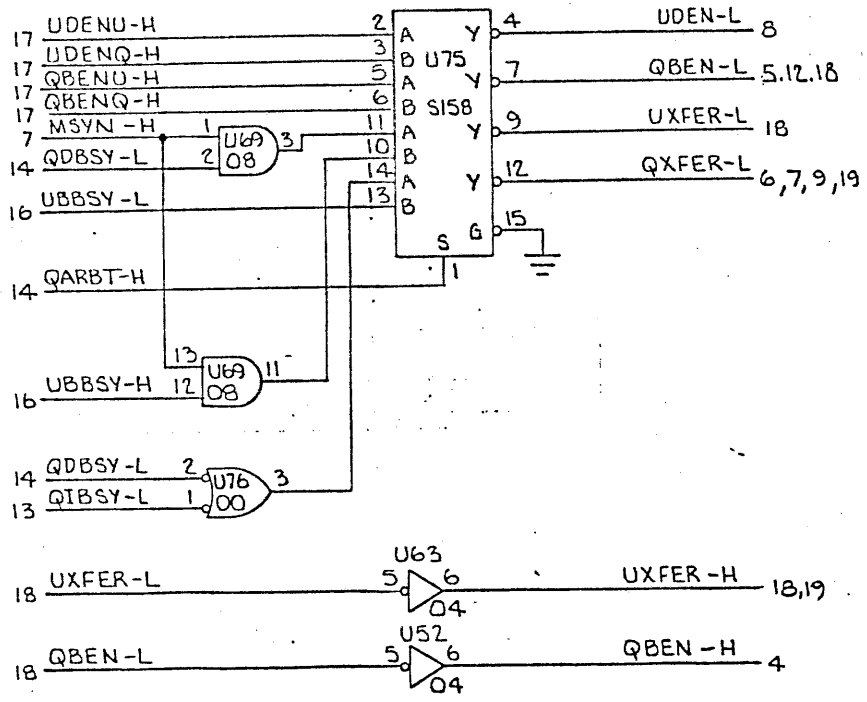 17 UDENU-H 2 A Y 4 UDEN-L 8
17 UDENQ-H 3 B U75
17 QBENU-H 5 A Y 7 QBEN-L 5.12.18
17 QBENQ-H 6 B S158
7 MSYN-H 1 U69 3 11 A Y 9 UXFER-L 18
14 QDBSY-L 2 08 10 B
14 A Y 12 QXFER-L 6,7,9,19
16 UBBSY-L 13 B
G 15
S
14 QARBT-H 1
13 U69 11
16 UBBSY-H 12 08
14 QDBSY-L 2 U76 3
13 QIBSY-L 1 00
U63
18 UXFER-L 5 6 UXFER-H 18,19
04
U52
18 QBEN-L 5 6 QBEN-H 4
04